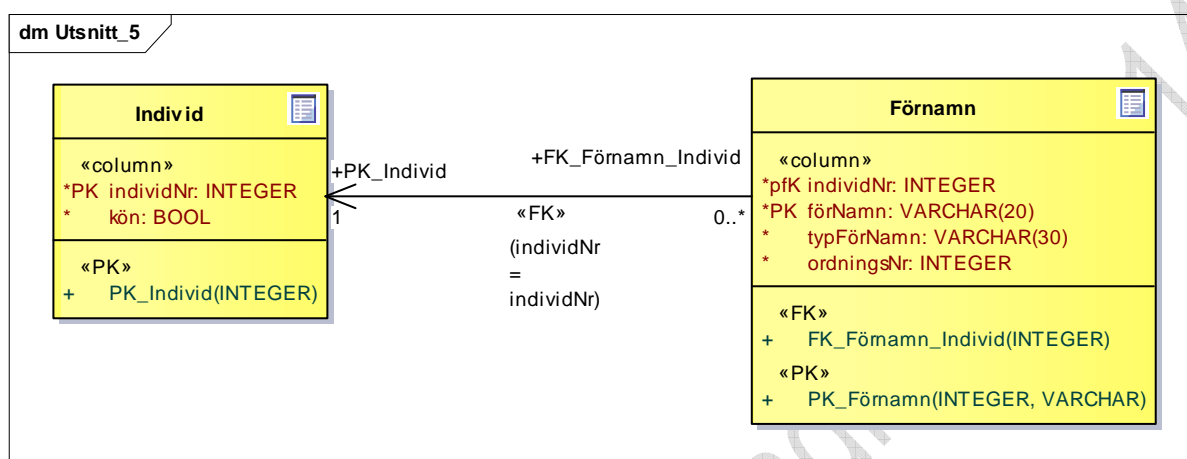 dm Utsnitt_5
Individ
«column»
*PK individNr: INTEGER
* kön: BOOL
«PK»
+ PK_Individ(INTEGER)
+PK_Individ
1
+FK_Förnamn_Individ
0..*
«FK»
(individNr
=
individNr)
Förnamn
«column»
*pfK individNr: INTEGER
*PK förNamn: VARCHAR(20)
* typFörNamn: VARCHAR(30)
* ordningsNr: INTEGER
«FK»
+ FK_Förnamn_Individ(INTEGER)
«PK»
+ PK_Förnamn(INTEGER, VARCHAR)